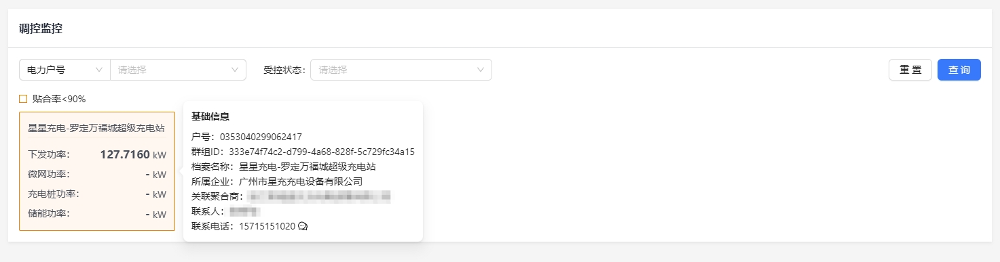 调控监控
电力户号 请选择 受控状态： 请选择 重 置 查 询
贴合率<90%
星星充电-罗定万福城超级充电站
下发功率： 127.7160 kW
微网功率： - kW
充电桩功率： - kW
储能功率： - kW
基础信息
户号：0353040299062417
群组ID：333e74f74c2-d799-4a68-828f-5c729fc34a15
档案名称：星星充电-罗定万福城超级充电站
所属企业：广州市星充充电设备有限公司
关联聚合商：
联系人：
联系电话：15715151020